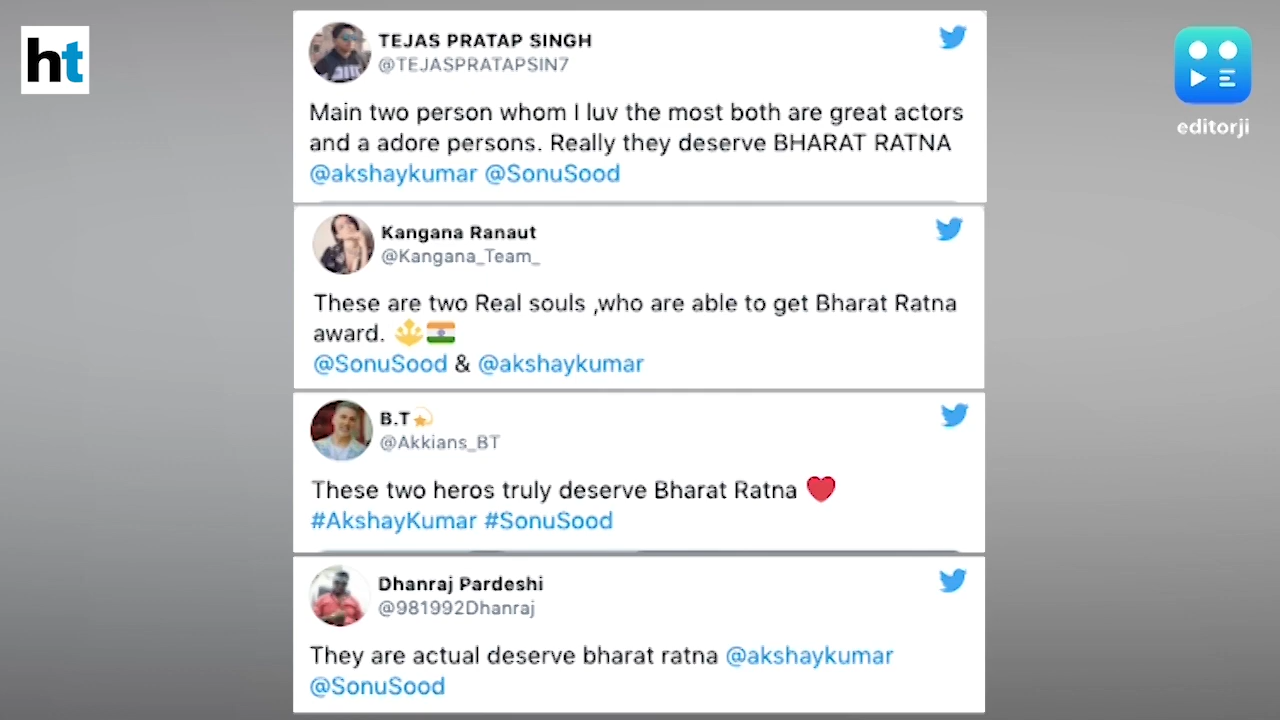 ht
editorji
TEJAS PRATAP SINGH
@TEJASPRATAPSIN7
Main two person whom I luv the most both are great actors
and a adore persons. Really they deserve BHARAT RATNA
@akshaykumar @SonuSood
Kangana Ranaut
@Kangana_Team_
These are two Real souls ,who are able to get Bharat Ratna
award. ⚜️🇮🇳
@SonuSood & @akshaykumar
B.T💫
@Akkians_BT
These two heros truly deserve Bharat Ratna ❤️
#AkshayKumar #SonuSood
Dhanraj Pardeshi
@981992Dhanraj
They are actual deserve bharat ratna @akshaykumar
@SonuSood